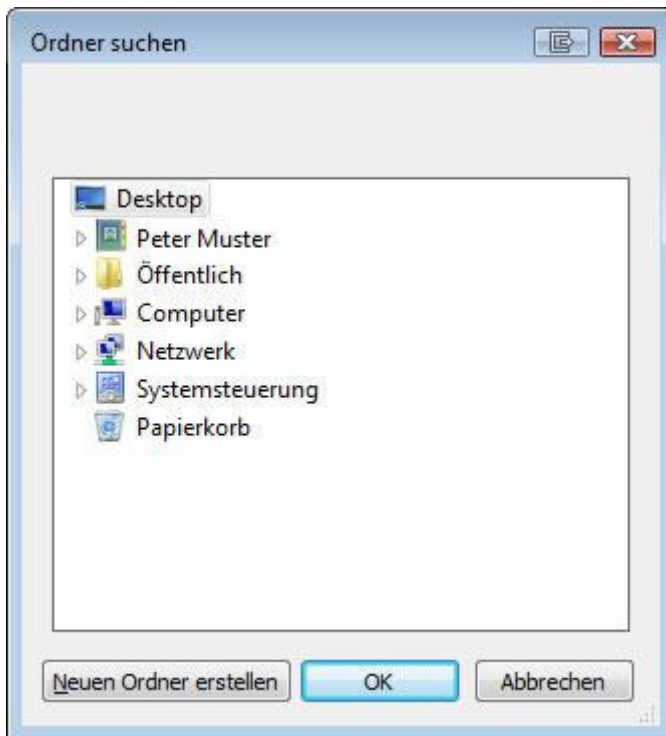 Ordner suchen
Desktop
Peter Muster
Öffentlich
Computer
Netzwerk
Systemsteuerung
Papierkorb
Neuen Ordner erstellen OK Abbrechen